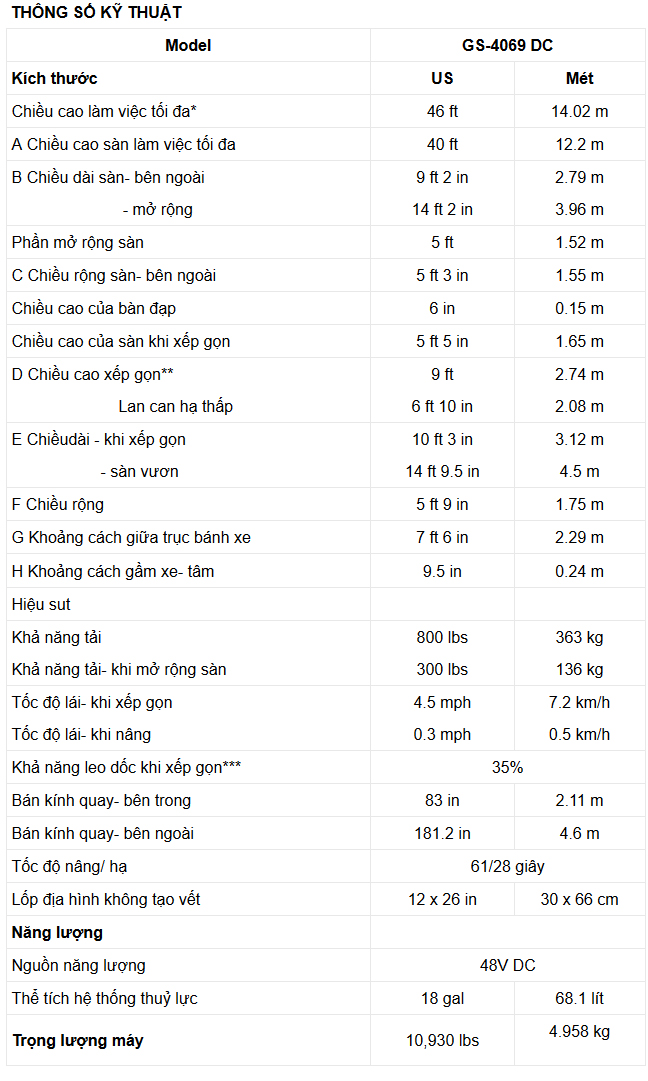 THÔNG SỐ KỸ THUẬT
Model GS-4069 DC
Kích thước US Mét
Chiều cao làm việc tối đa* 46 ft 14.02 m
A Chiều cao sàn làm việc tối đa 40 ft 12.2 m
B Chiều dài sàn- bên ngoài 9 ft 2 in 2.79 m
- mở rộng 14 ft 2 in 3.96 m
Phần mở rộng sàn 5 ft 1.52 m
C Chiều rộng sàn- bên ngoài 5 ft 3 in 1.55 m
Chiều cao của bàn đạp 6 in 0.15 m
Chiều cao của sàn khi xếp gọn 5 ft 5 in 1.65 m
D Chiều cao xếp gọn** 9 ft 2.74 m
Lan can hạ thấp 6 ft 10 in 2.08 m
E Chiềudài - khi xếp gọn 10 ft 3 in 3.12 m
- sàn vươn 14 ft 9.5 in 4.5 m
F Chiều rộng 5 ft 9 in 1.75 m
G Khoảng cách giữa trục bánh xe 7 ft 6 in 2.29 m
H Khoảng cách gầm xe- tâm 9.5 in 0.24 m
Hiệu sut
Khả năng tải 800 lbs 363 kg
Khả năng tải- khi mở rộng sàn 300 lbs 136 kg
Tốc độ lái- khi xếp gọn 4.5 mph 7.2 km/h
Tốc độ lái- khi nâng 0.3 mph 0.5 km/h
Khả năng leo dốc khi xếp gọn*** 35%
Bán kính quay- bên trong 83 in 2.11 m
Bán kính quay- bên ngoài 181.2 in 4.6 m
Tốc độ nâng/ hạ 61/28 giây
Lốp địa hình không tạo vết 12 x 26 in 30 x 66 cm
Năng lượng
Nguồn năng lượng 48V DC
Thể tích hệ thống thuỷ lực 18 gal 68.1 lít
Trọng lượng máy 10,930 lbs 4.958 kg